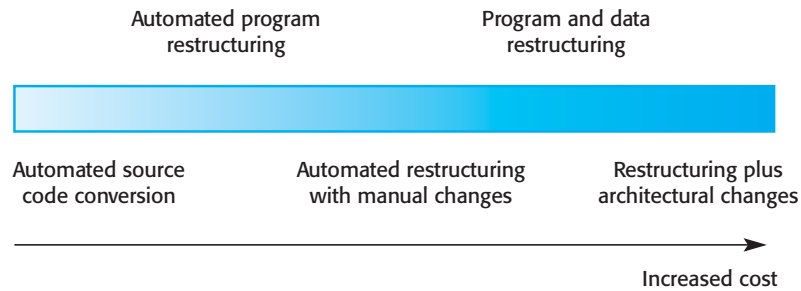 Automated program
restructuring
Program and data
restructuring
Automated source
code conversion
Automated restructuring
with manual changes
Restructuring plus
architectural changes
Increased cost